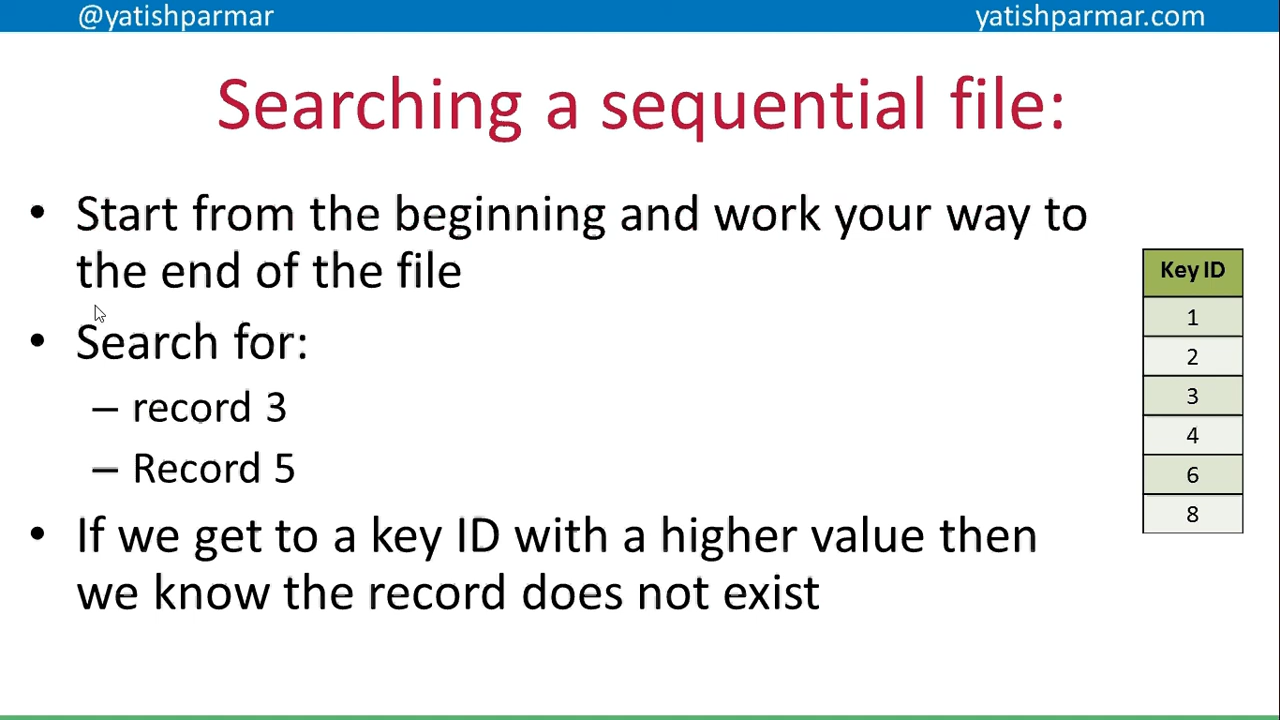 @yatishparmar
yatishparmar.com
Searching a sequential file:
• Start from the beginning and work your way to
the end of the file
• Search for:
– record 3
– Record 5
• If we get to a key ID with a higher value then
we know the record does not exist
Key ID
1
2
3
4
6
8